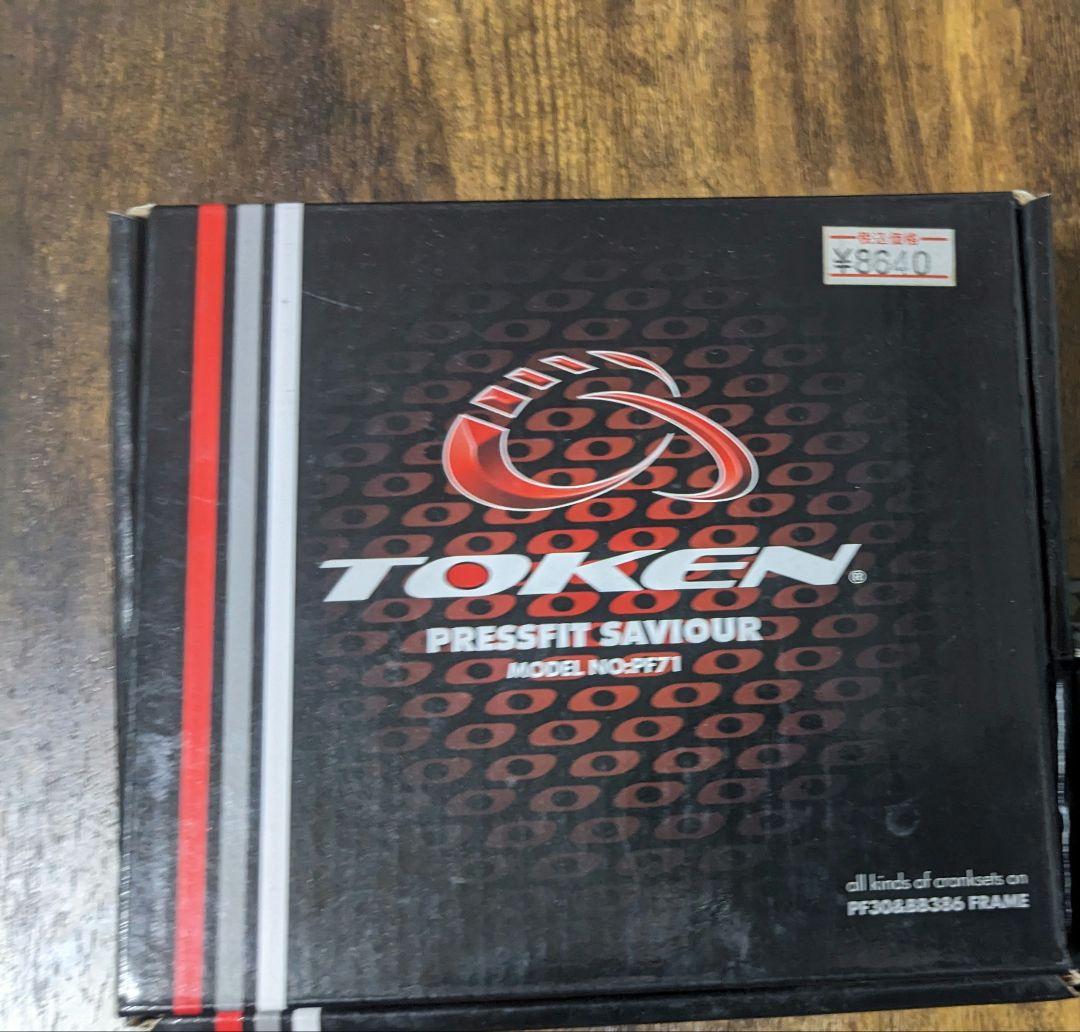 税込価格
¥8640
TOKEN®
PRESSFIT SAVIOUR
MODEL NO:PF71
all kinds of cranksets on
PF30&BB386 FRAME